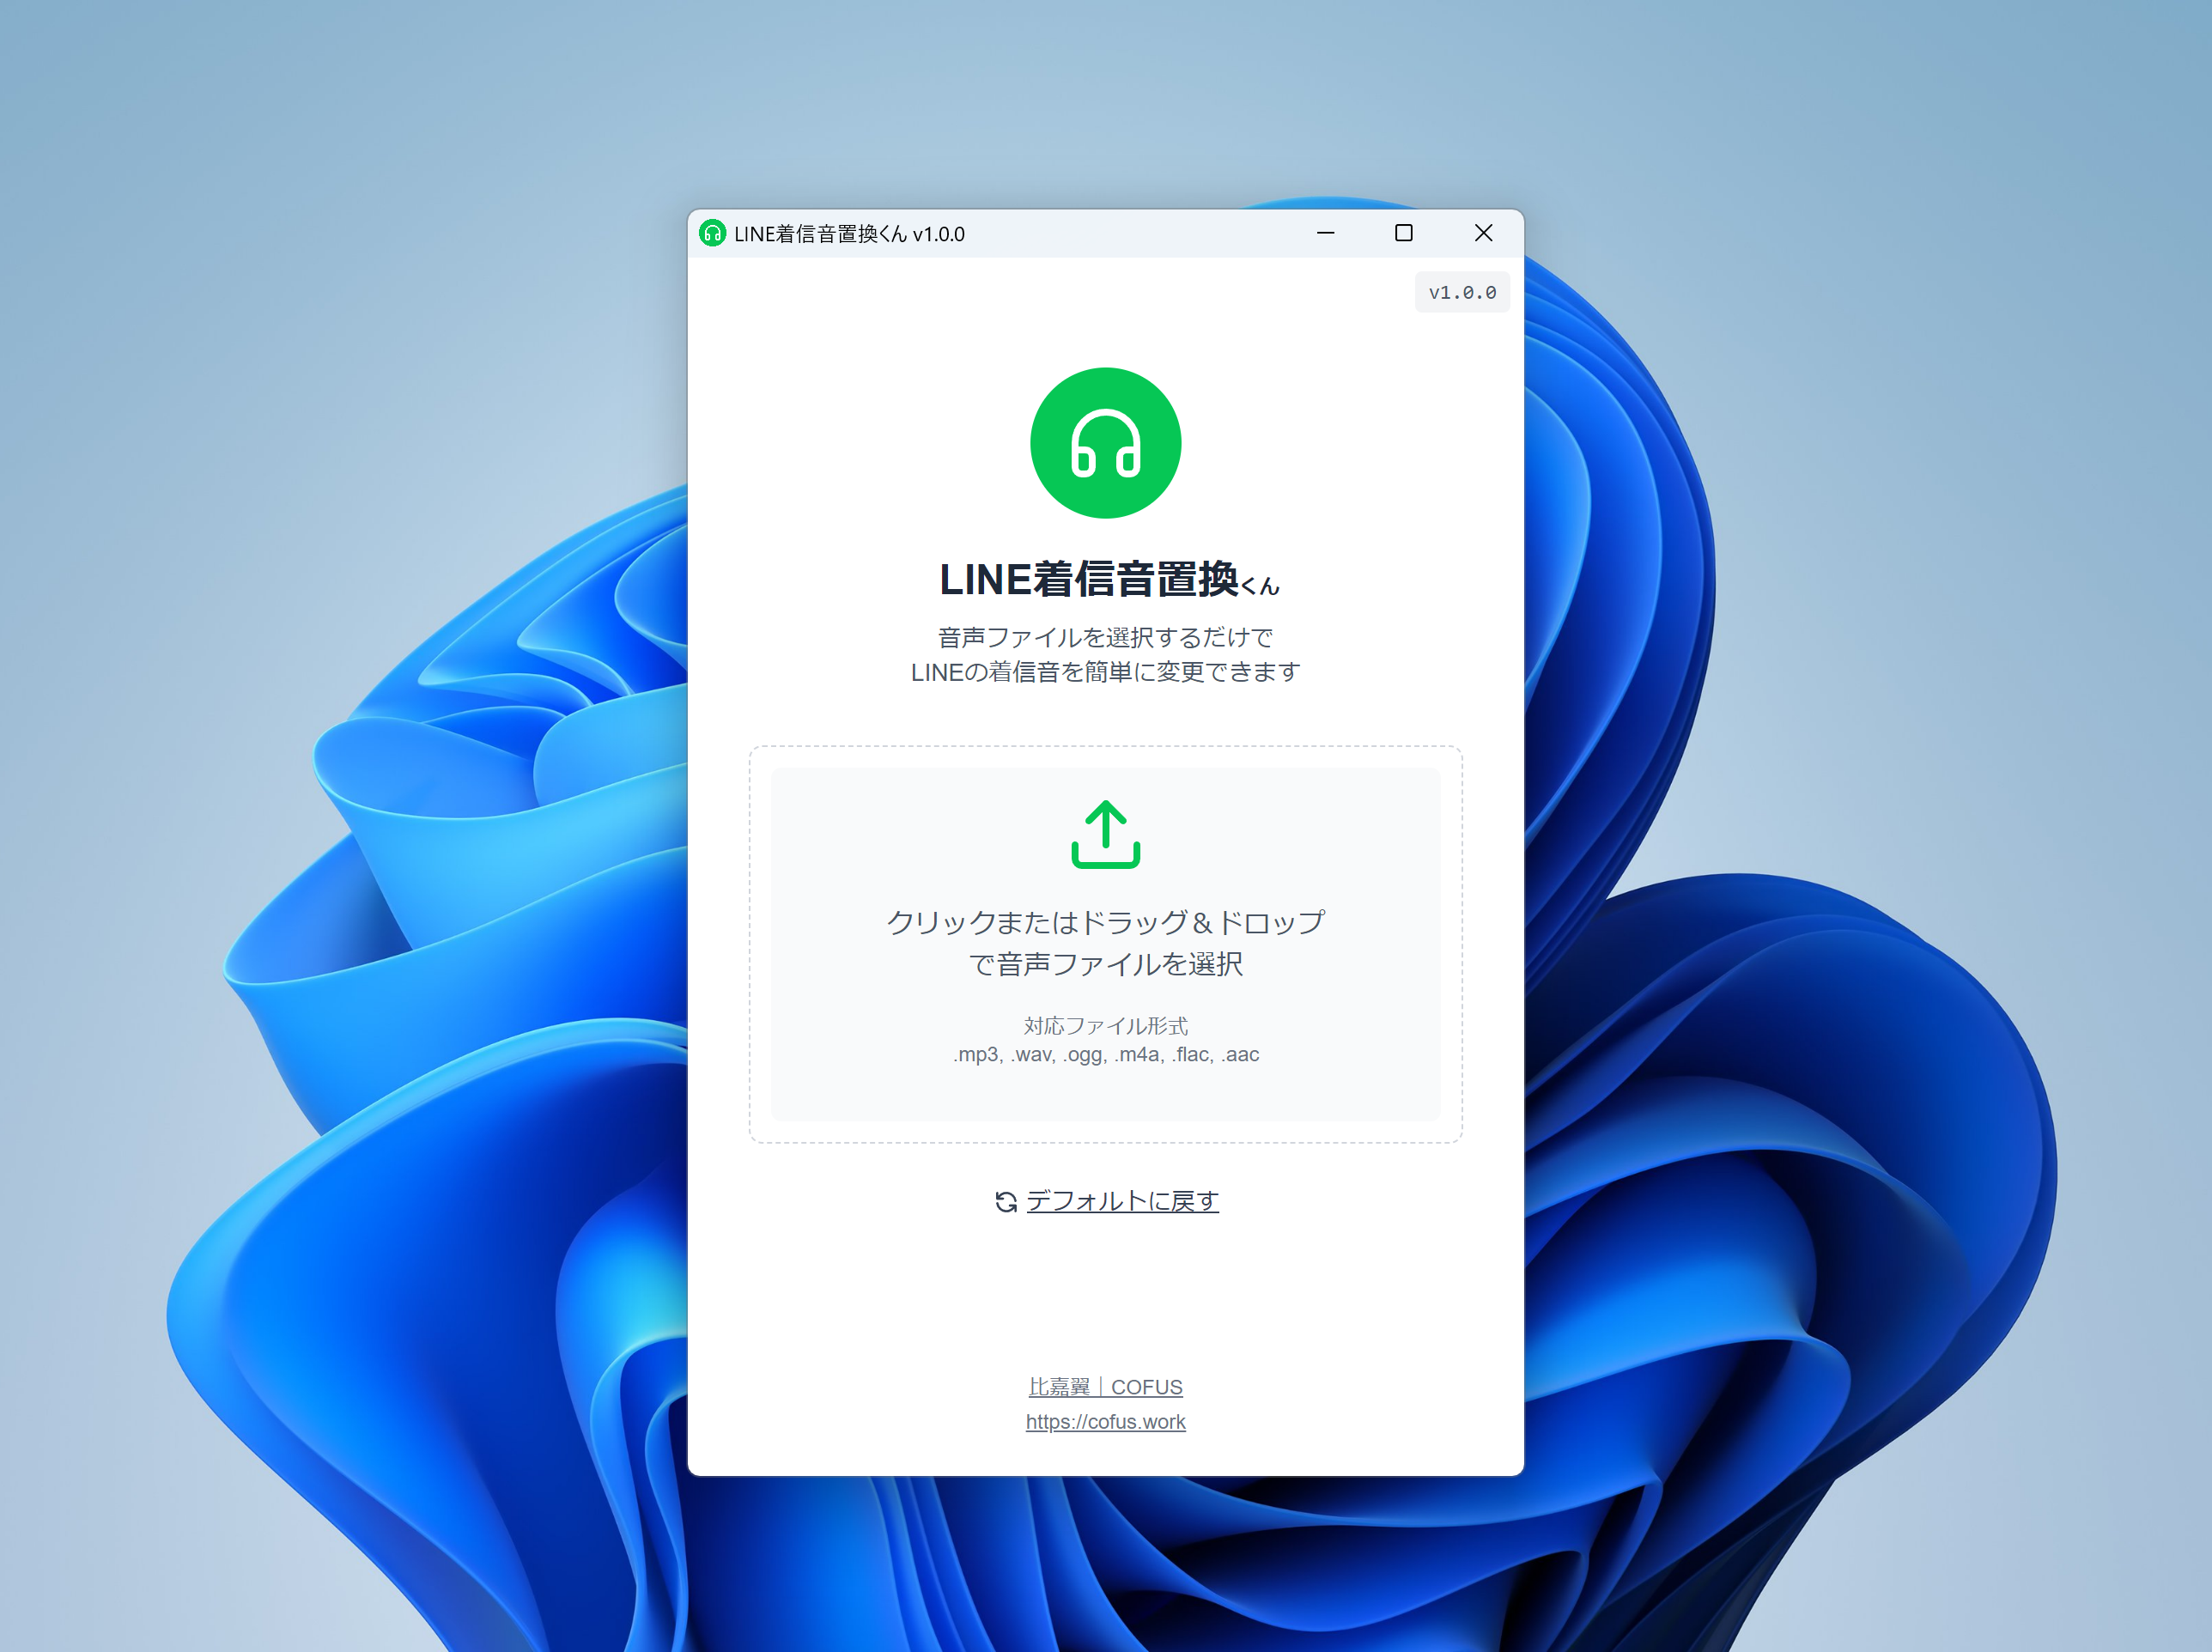 LINE着信音置換くん v1.0.0
v1.0.0
LINE着信音置換くん
音声ファイルを選択するだけで
LINEの着信音を簡単に変更できます
クリックまたはドラッグ＆ドロップ
で音声ファイルを選択
対応ファイル形式
.mp3, .wav, .ogg, .m4a, .flac, .aac
デフォルトに戻す
比嘉翼｜COFUS
https://cofus.work